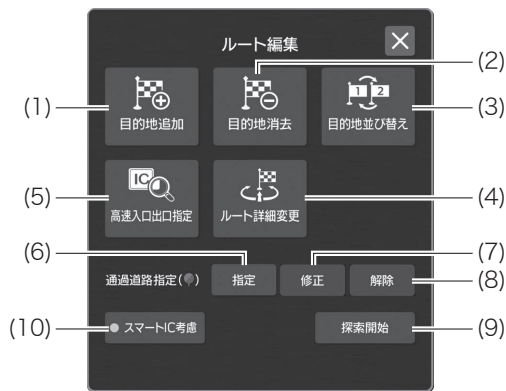 ルート編集
(1)
(2)
(3)
目的地追加
目的地消去
1 2
目的地並び替え
(5)
IC
(4)
高速入口出口指定
ルート詳細変更
(6)
(7)
通過道路指定( )
指定
修正
解除
(8)
(10)
スマートIC考慮
探索開始
(9)